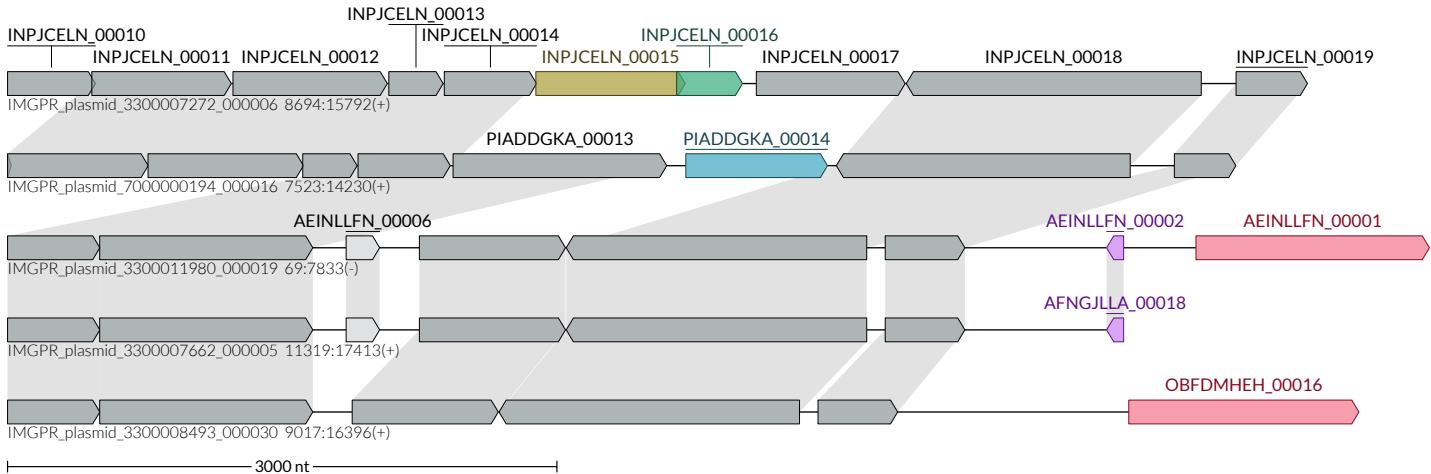 INPJCELN_00013
INPJCELN_00010 INPJCELN_00014 INPJCELN_00016
INPJCELN_00011 INPJCELN_00012 INPJCELN_00015 INPJCELN_00017 INPJCELN_00018 INPJCELN_00019
IMGPR_plasmid_3300007272_000006 8694:15792(+)
PIADDGKA_00013 PIADDGKA_00014
IMGPR_plasmid_7000000194_000016 7523:14230(+)
AEINLLFN_00006 AEINLLFN_00002 AEINLLFN_00001
IMGPR_plasmid_3300011980_000019 69:7833(-)
AFNGJLLA_00018
IMGPR_plasmid_3300007662_000005 11319:17413(+)
OBFDMHEH_00016
IMGPR_plasmid_3300008493_000030 9017:16396(+)
3000 nt